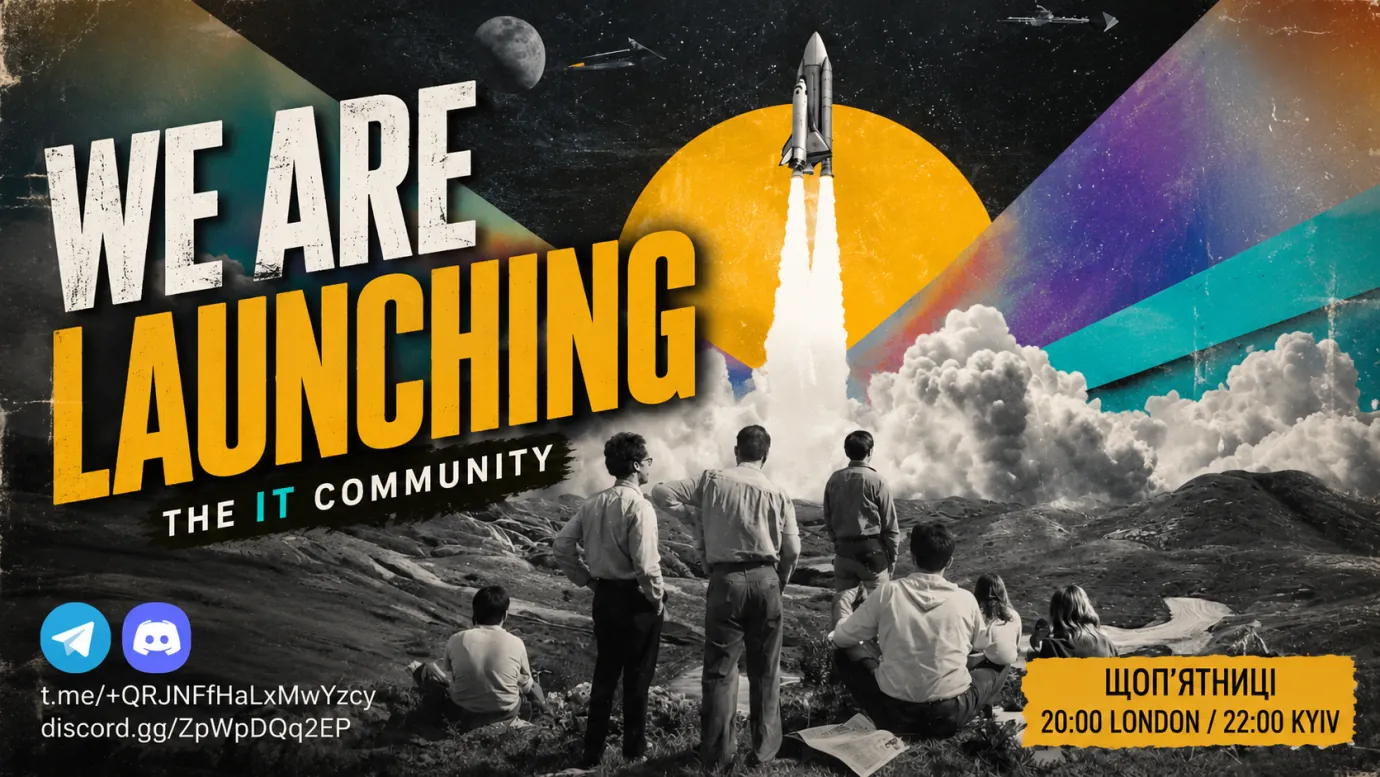 WE ARE
LAUNCHING
THE IT COMMUNITY
t.me/+QRJNFfHaLxMwYzcy
discord.gg/ZpWpDQq2EP
ЩОП’ЯТНИЦІ
20:00 LONDON / 22:00 KYIV